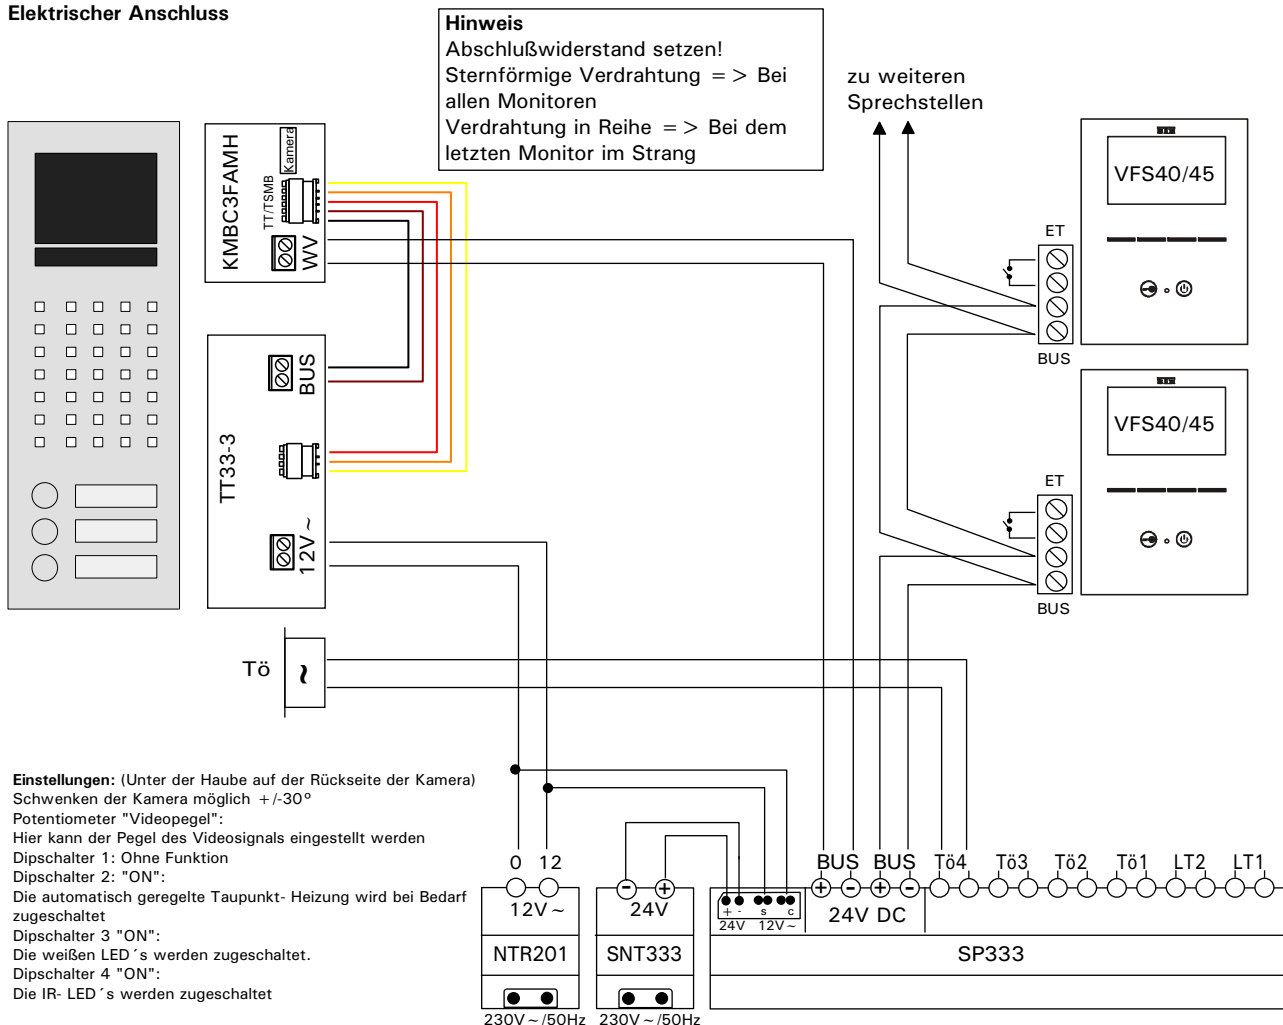 Elektrischer Anschluss
Hinweis
Abschlußwiderstand setzen!
Sternförmige Verdrahtung => Bei
allen Monitoren
Verdrahtung in Reihe => Bei dem
letzten Monitor im Strang
zu weiteren
Sprechstellen
KMBC3FAMH
TT/TSMB
Kamera
WV
VFS40/45
ET
BUS
TT33-3
BUS
12V~
VFS40/45
ET
BUS
Tö
~
Einstellungen: (Unter der Haube auf der Rückseite der Kamera)
Schwenken der Kamera möglich +/-30°
Potentiometer "Videopegel":
Hier kann der Pegel des Videosignals eingestellt werden
Dipschalter 1: Ohne Funktion
Dipschalter 2: "ON":
Die automatisch geregelte Taupunkt- Heizung wird bei Bedarf
zugeschaltet
Dipschalter 3 "ON":
Die weißen LED´s werden zugeschaltet.
Dipschalter 4 "ON":
Die IR- LED´s werden zugeschaltet
0 12
12V~
NTR201
230V~/50Hz
- +
24V
SNT333
230V~/50Hz
BUS BUS Tö4 Tö3 Tö2 Tö1 LT2 LT1
+ - + -
+ - s c
24V 12V~
24V DC
SP333